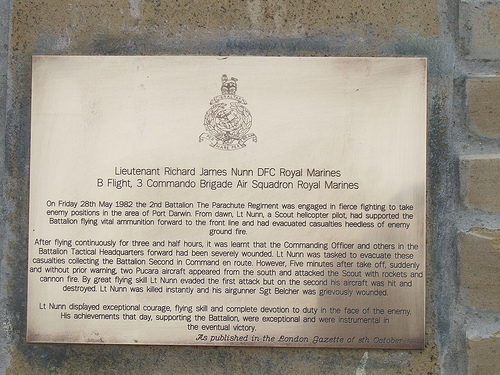 Lieutenant Richard James Nunn DFC Royal Marines
B Flight, 3 Commando Brigade Air Squadron Royal Marines
On Friday 28th May 1982 the 2nd Battalion The Parachute Regiment was engaged in fierce fighting to take
enemy positions in the area of Port Darwin. From dawn, Lt Nunn, a Scout helicopter pilot, had supported the
Battalion flying vital ammunition forward to the front line and had evacuated casualties heedless of enemy
ground fire.
After flying continuously for three and half hours, it was learnt that the Commanding Officer and others in the
Battalion Tactical Headquarters forward had been severely wounded. Lt Nunn was tasked to evacuate these
casualties collecting the Battalion Second in Command en route. However, Five minutes after take off, suddenly
and without prior warning, two Pucara aircraft appeared from the south and attacked the Scout with rockets and
cannon fire. By great flying skill Lt Nunn evaded the first attack but on the second his aircraft was hit and
destroyed. Lt Nunn was killed instantly and his airgunner Sgt Belcher was grievously wounded.
Lt Nunn displayed exceptional courage, flying skill and complete devotion to duty in the face of the enemy.
His achievements that day, supporting the Battalion, were exceptional and were instrumental in
the eventual victory.
As published in the London Gazette of 8th October